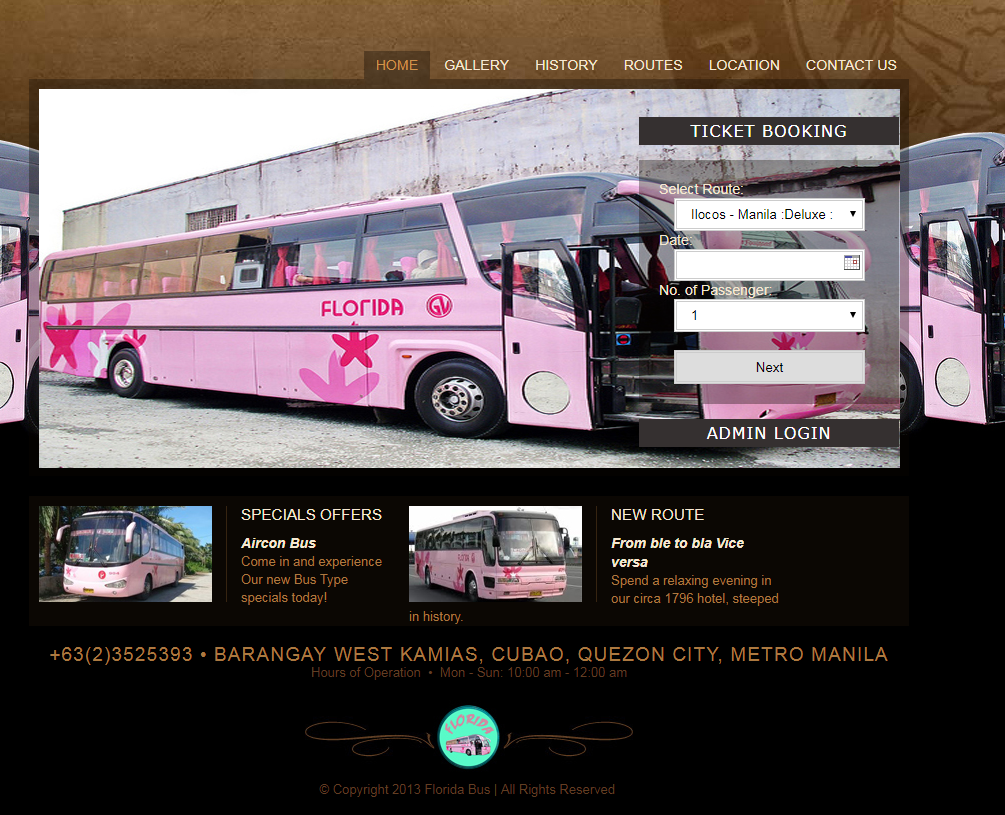 HOME GALLERY HISTORY ROUTES LOCATION CONTACT US
TICKET BOOKING
Select Route:
Ilocos - Manila :Deluxe :
Date:
No. of Passenger:
1
Next
ADMIN LOGIN
FLORIDA GV
SPECIALS OFFERS
Aircon Bus
Come in and experience
Our new Bus Type
specials today!
NEW ROUTE
From ble to bla Vice
versa
Spend a relaxing evening in
our circa 1796 hotel, steeped
in history.
+63(2)3525393 • BARANGAY WEST KAMIAS, CUBAO, QUEZON CITY, METRO MANILA
Hours of Operation • Mon - Sun: 10:00 am - 12:00 am
FLORIDA
© Copyright 2013 Florida Bus | All Rights Reserved